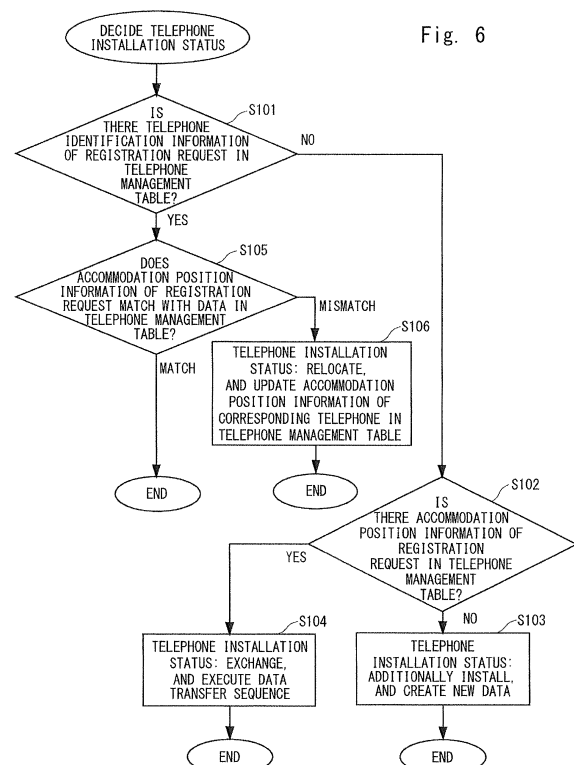 DECIDE TELEPHONE
INSTALLATION STATUS
Fig. 6
S101
IS
THERE TELEPHONE
IDENTIFICATION INFORMATION
OF REGISTRATION REQUEST IN
TELEPHONE
MANAGEMENT
TABLE?
NO
YES
S105
DOES
ACCOMMODATION POSITION
INFORMATION OF REGISTRATION
REQUEST MATCH WITH DATA IN
TELEPHONE MANAGEMENT
TABLE?
MISMATCH
MATCH
S106
TELEPHONE INSTALLATION
STATUS: RELOCATE,
AND UPDATE ACCOMMODATION
POSITION INFORMATION OF
CORRESPONDING TELEPHONE IN
TELEPHONE MANAGEMENT TABLE
END
END
S102
IS
THERE ACCOMMODATION
POSITION INFORMATION OF
REGISTRATION
REQUEST IN TELEPHONE
MANAGEMENT
TABLE?
YES
NO
S104
TELEPHONE INSTALLATION
STATUS: EXCHANGE,
AND EXECUTE DATA
TRANSFER SEQUENCE
S103
TELEPHONE
INSTALLATION STATUS:
ADDITIONALLY INSTALL,
AND CREATE NEW DATA
END
END